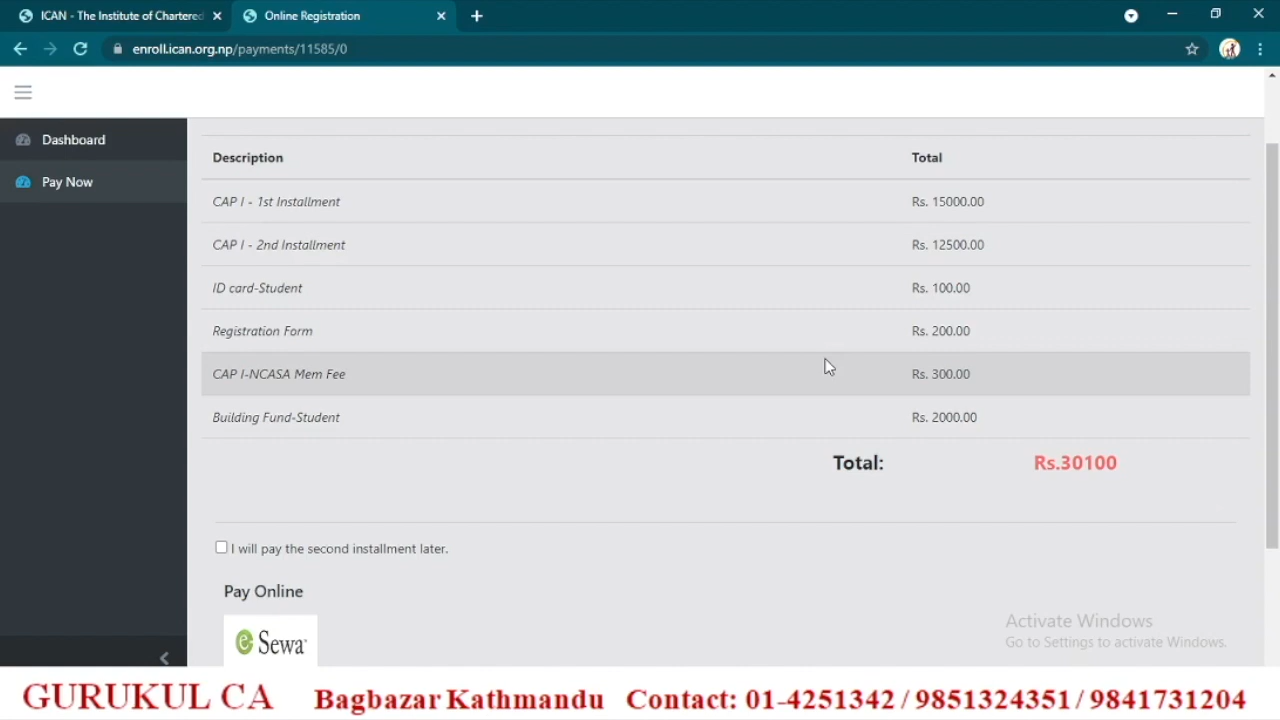 ICAN - The Institute of Chartered
Online Registration
enroll.ican.org.np/payments/11585/0
Dashboard
Pay Now
Description Total
CAP I - 1st Installment Rs. 15000.00
CAP I - 2nd Installment Rs. 12500.00
ID card-Student Rs. 100.00
Registration Form Rs. 200.00
CAP I-NCASA Mem Fee Rs. 300.00
Building Fund-Student Rs. 2000.00
Total: Rs.30100
I will pay the second installment later.
Pay Online
eSewa
Activate Windows
Go to Settings to activate Windows.
GURUKUL CA Bagbazar Kathmandu Contact: 01-4251342 / 9851324351 / 9841731204